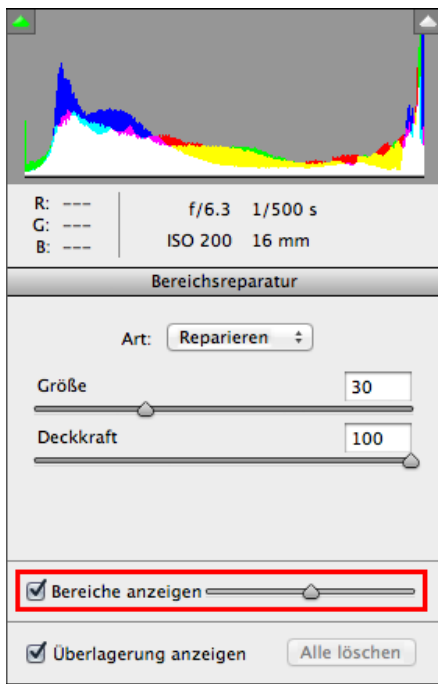 R: ---
G: ---
B: ---
f/6.3 1/500 s
ISO 200 16 mm
Bereichsreparatur
Art: Reparieren
Größe 30
Deckkraft 100
Bereiche anzeigen
Überlagerung anzeigen Alle löschen